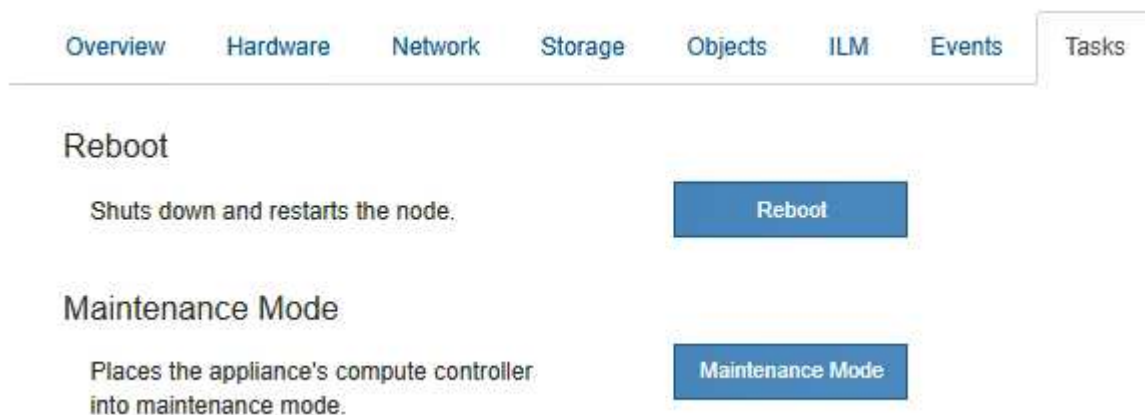 Overview Hardware Network Storage Objects ILM Events Tasks
Reboot
Shuts down and restarts the node. Reboot
Maintenance Mode
Places the appliance's compute controller Maintenance Mode
into maintenance mode.